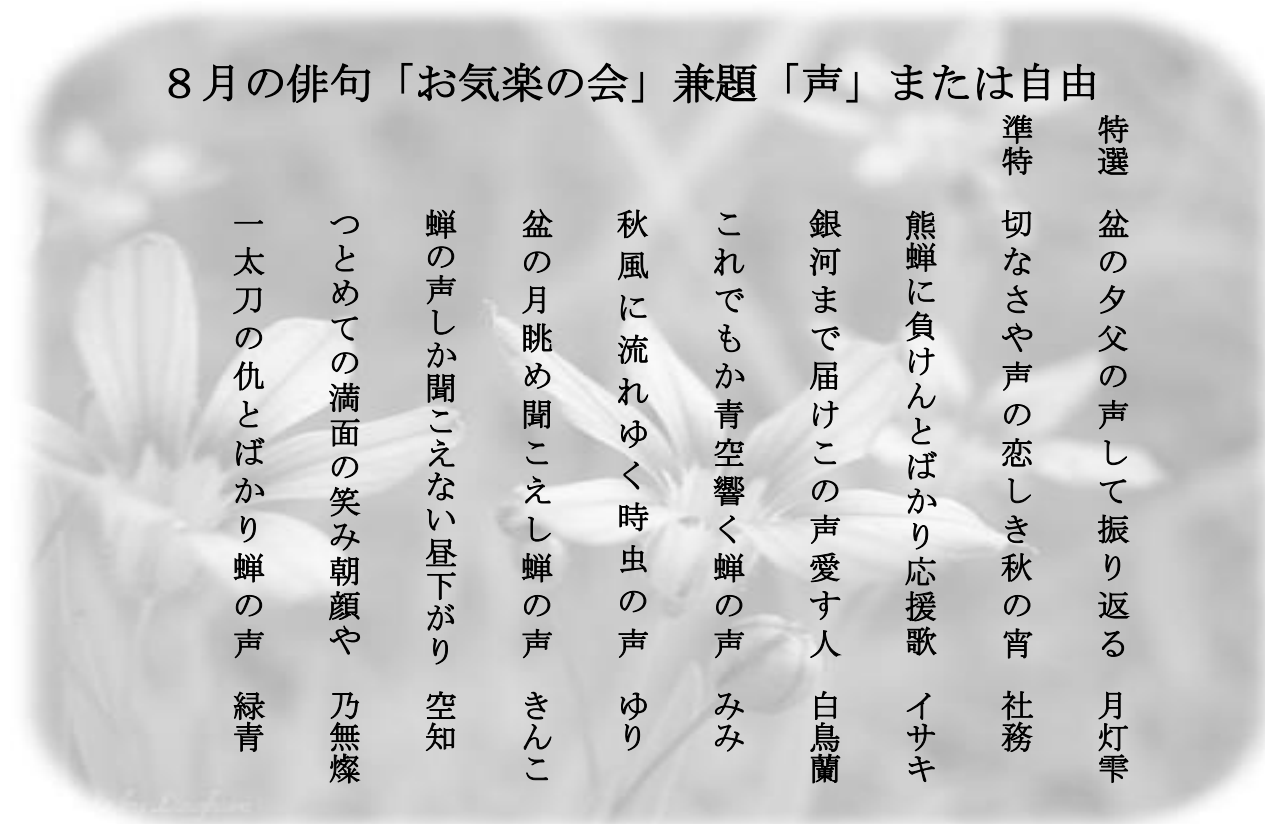 ８月の俳句「お気楽の会」兼題「声」または自由
特選　盆の夕父の声して振り返る　月灯雫
準特　切なさや声の恋しき秋の宵　社務
熊蝉に負けんとばかり応援歌　イサキ
銀河まで届けこの声愛す人　白鳥蘭
これでもか青空響く蝉の声　みみ
秋風に流れゆく時虫の声　ゆり
盆の月眺め聞こえし蝉の声　きんこ
蝉の声しか聞こえない昼下がり　空知
つとめての満面の笑み朝顔や　乃無燦
一太刀の仇とばかり蝉の声　緑青